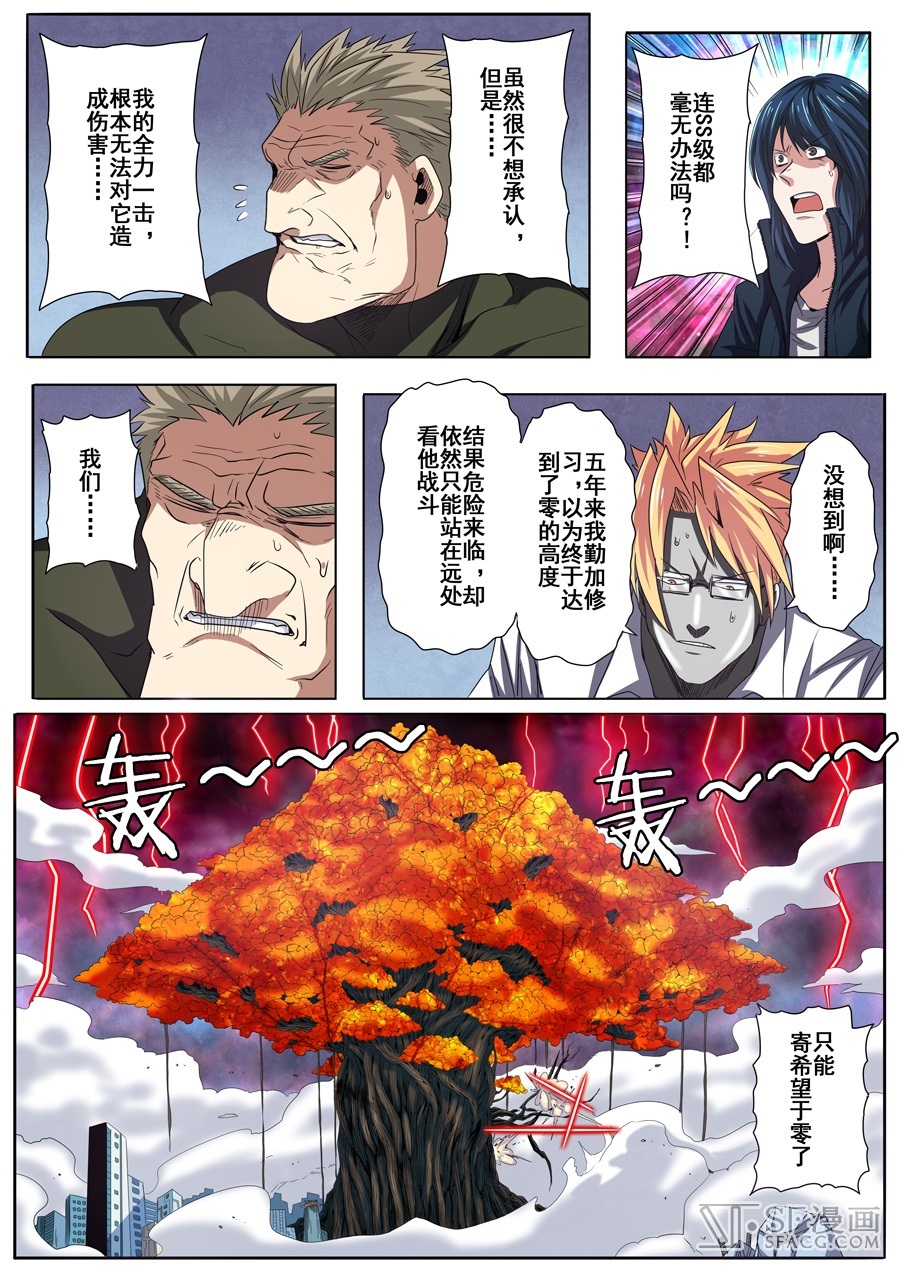 连SS级都
毫无办法吗？！
虽然很不想承认，
但是……
我的全力一击，
根本无法对它造
成伤害……
没想到啊……
五年来我勤加修
习，以为终于达
到了零的高度
结果危险来临，却
依然只能站在远处
看他战斗
我们……
轰～～～
轰～～～
只能
寄希望于零了
SF漫画
SFACG.COM